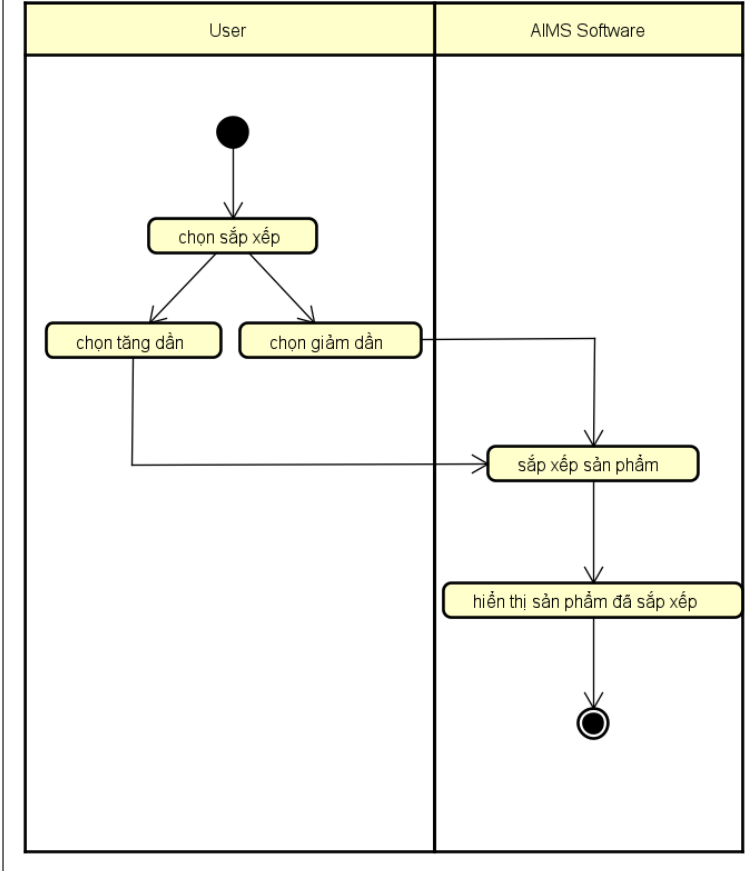 User
AIMS Software
chọn sắp xếp
chọn tăng dần
chọn giảm dần
sắp xếp sản phẩm
hiển thị sản phẩm đã sắp xếp